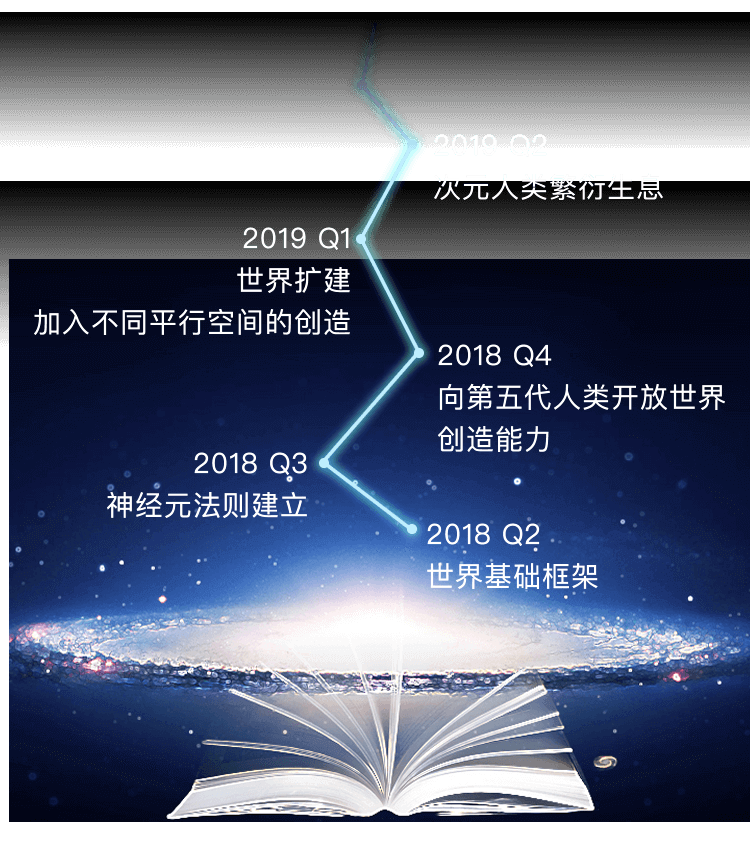 2019 Q2
次元人类繁衍生息
2019 Q1
世界扩建
加入不同平行空间的创造
2018 Q4
向第五代人类开放世界
创造能力
2018 Q3
神经元法则建立
2018 Q2
世界基础框架